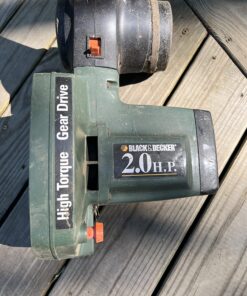 High Torque Gear Drive
BLACK&DECKER
2.0 H.P.